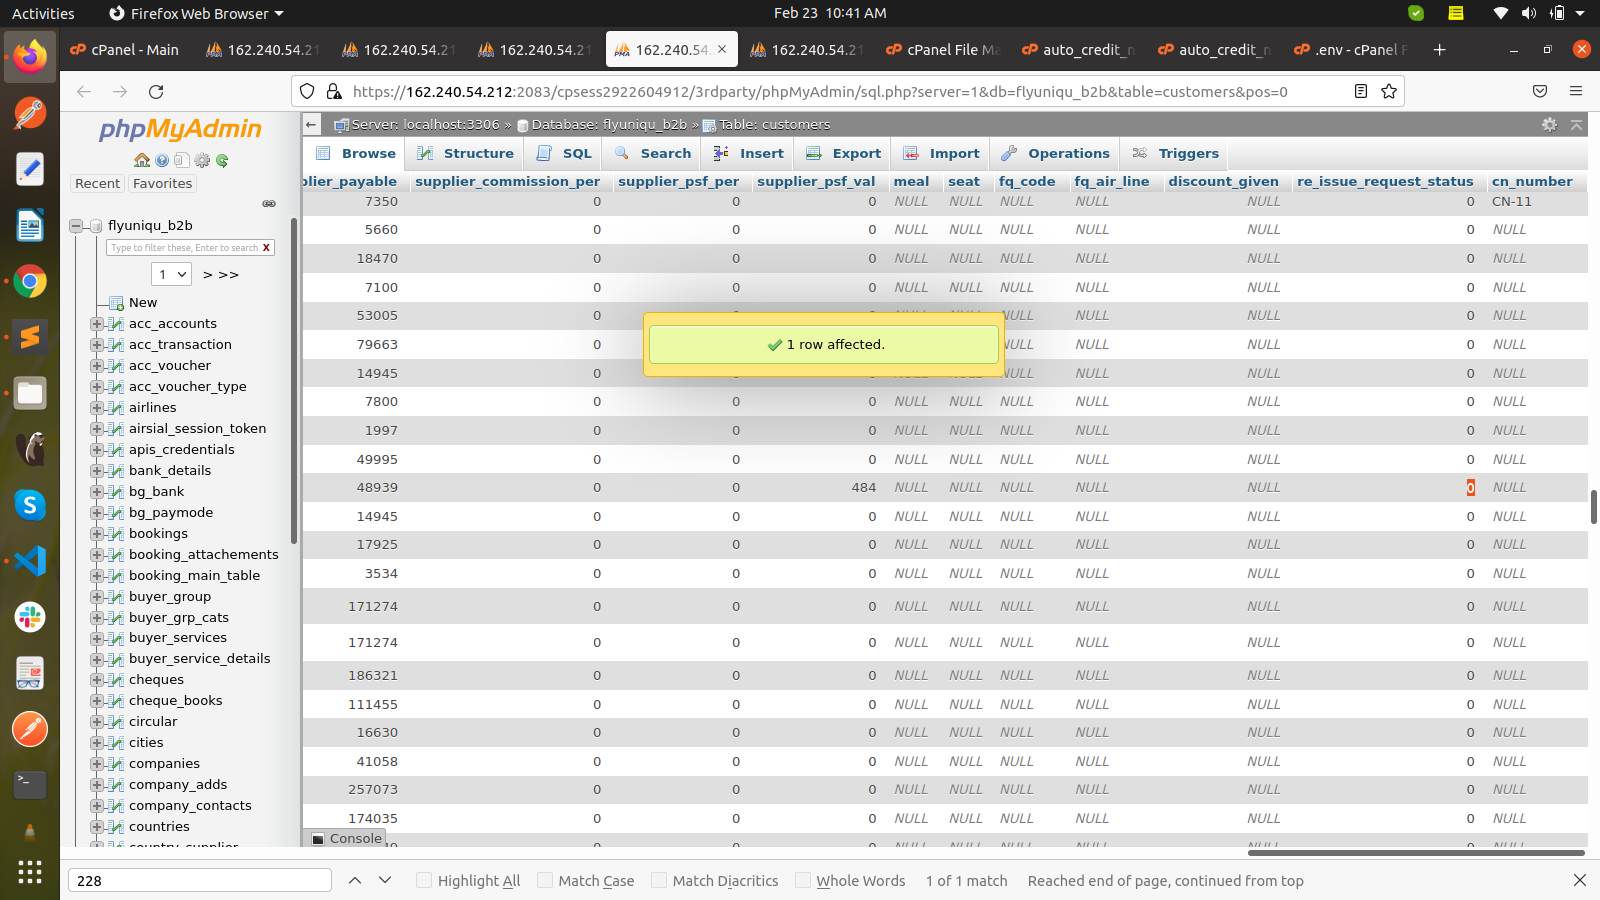 Activities Firefox Web Browser Feb 23 10:41 AM
cPanel - Main 162.240.54.21 162.240.54.21 162.240.54.21 162.240.54. 162.240.54.21 cPanel File Ma auto_credit_n auto_credit_n .env - cPanel F
https://162.240.54.212:2083/cpsess2922604912/3rdparty/phpMyAdmin/sql.php?server=1&db=flyuniqu_b2b&table=customers&pos=0
phpMyAdmin
Recent Favorites
flyuniqu_b2b
Type to filter these, Enter to search X
1 > >>
New
acc_accounts
acc_transaction
acc_voucher
acc_voucher_type
airlines
airsial_session_token
apis_credentials
bank_details
bg_bank
bg_paymode
bookings
booking_attachements
booking_main_table
buyer_group
buyer_grp_cats
buyer_services
buyer_service_details
cheques
cheque_books
circular
cities
companies
company_adds
company_contacts
countries
country_supplier
Server: localhost:3306 » Database: flyuniqu_b2b » Table: customers
Browse Structure SQL Search Insert Export Import Operations Triggers
plier_payable supplier_commission_per supplier_psf_per supplier_psf_val meal seat fq_code fq_air_line discount_given re_issue_request_status cn_number
7350 0 0 0 NULL NULL NULL NULL NULL 0 CN-11
5660 0 0 0 NULL NULL NULL NULL NULL 0 NULL
18470 0 0 0 NULL NULL NULL NULL NULL 0 NULL
7100 0 0 0 NULL NULL NULL NULL NULL 0 NULL
53005 0 NULL NULL NULL 0 NULL
79663 0 NULL NULL NULL 0 NULL
1 row affected.
14945 0 0 0 NULL NULL NULL NULL NULL 0 NULL
7800 0 0 0 NULL NULL NULL NULL NULL 0 NULL
1997 0 0 0 NULL NULL NULL NULL NULL 0 NULL
49995 0 0 0 NULL NULL NULL NULL NULL 0 NULL
48939 0 0 484 NULL NULL NULL NULL NULL 0 NULL
14945 0 0 0 NULL NULL NULL NULL NULL 0 NULL
17925 0 0 0 NULL NULL NULL NULL NULL 0 NULL
3534 0 0 0 NULL NULL NULL NULL NULL 0 NULL
171274 0 0 0 NULL NULL NULL NULL NULL 0 NULL
171274 0 0 0 NULL NULL NULL NULL NULL 0 NULL
186321 0 0 0 NULL NULL NULL NULL NULL 0 NULL
111455 0 0 0 NULL NULL NULL NULL NULL 0 NULL
16630 0 0 0 NULL NULL NULL NULL NULL 0 NULL
41058 0 0 0 NULL NULL NULL NULL NULL 0 NULL
257073 0 0 0 NULL NULL NULL NULL NULL 0 NULL
174035 0 0 0 NULL NULL NULL NULL NULL 0 NULL
Console
228 Highlight All Match Case Match Diacritics Whole Words 1 of 1 match Reached end of page, continued from top